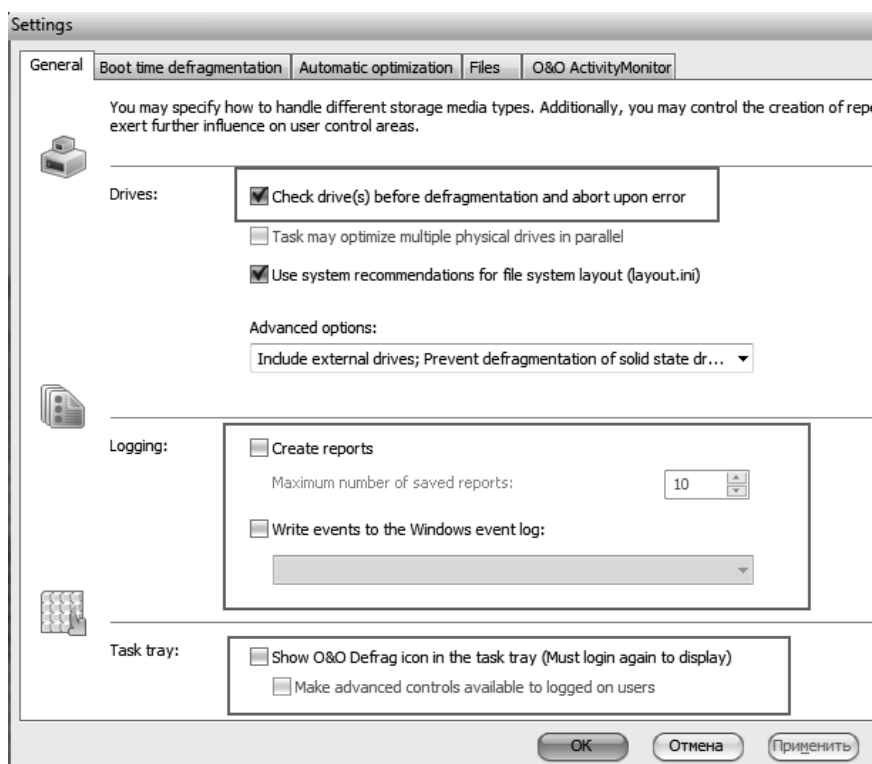 Settings
General
Boot time defragmentation
Automatic optimization
Files
O&O ActivityMonitor
You may specify how to handle different storage media types. Additionally, you may control the creation of
exert further influence on user control areas.
Drives:
Check drive(s) before defragmentation and abort upon error
Task may optimize multiple physical drives in parallel
Use system recommendations for file system layout (layout.ini)
Advanced options:
Include external drives; Prevent defragmentation of solid state dr...
Logging:
Create reports
Maximum number of saved reports:
10
Write events to the Windows event log:
Task tray:
Show O&O Defrag icon in the task tray (Must login again to display)
Make advanced controls available to logged on users
OK
Отмена
Применить